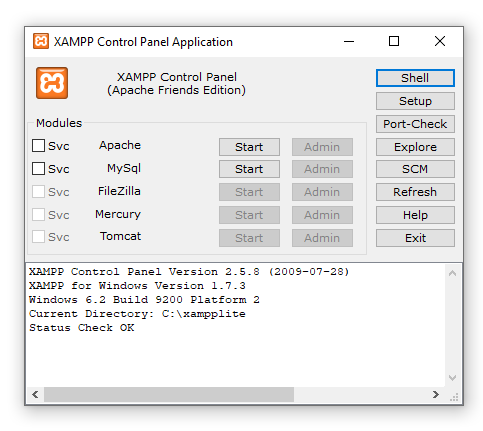 XAMPP Control Panel Application
XAMPP Control Panel
(Apache Friends Edition)
Shell
Setup
Port-Check
Modules
Svc Apache Start Admin Explore
Svc MySql Start Admin SCM
Svc FileZilla Start Admin Refresh
Svc Mercury Start Admin Help
Svc Tomcat Start Admin Exit
XAMPP Control Panel Version 2.5.8 (2009-07-28)
XAMPP for Windows Version 1.7.3
Windows 6.2 Build 9200 Platform 2
Current Directory: C:\xampplite
Status Check OK